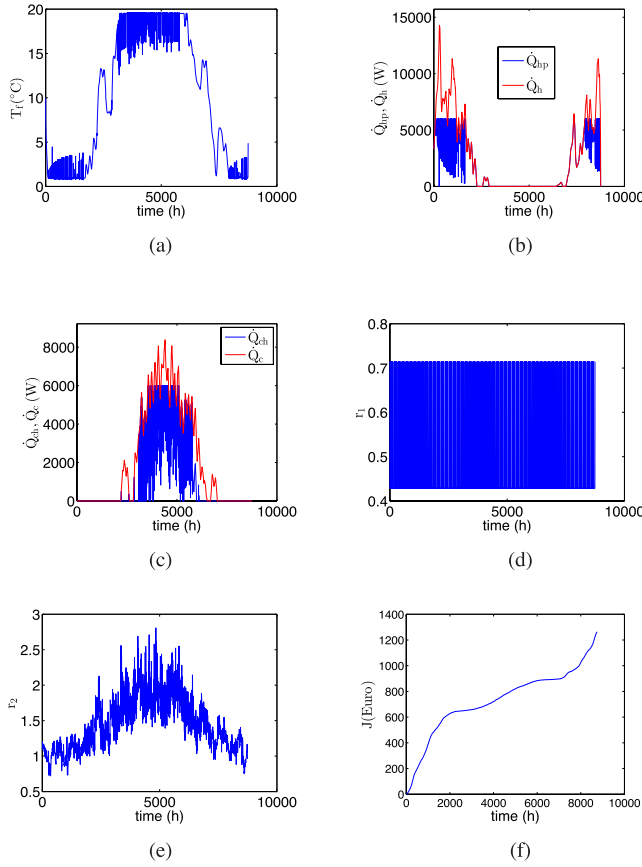 20
15
10
5
0
T_f(°C)
0 5000 10000
time (h)
(a)
15000
10000
5000
0
Q̇_hp, Q̇_h (W)
Q̇_hp
Q̇_h
0 5000 10000
time (h)
(b)
8000
6000
4000
2000
0
Q̇_ch, Q̇_c (W)
Q̇_ch
Q̇_c
0 5000 10000
time (h)
(c)
0.8
0.7
0.6
0.5
0.4
r_1
0 5000 10000
time (h)
(d)
3
2.5
2
1.5
1
0.5
r_2
0 5000 10000
time (h)
(e)
1400
1200
1000
800
600
400
200
0
J(Euro)
0 2000 4000 6000 8000 10000
time (h)
(f)